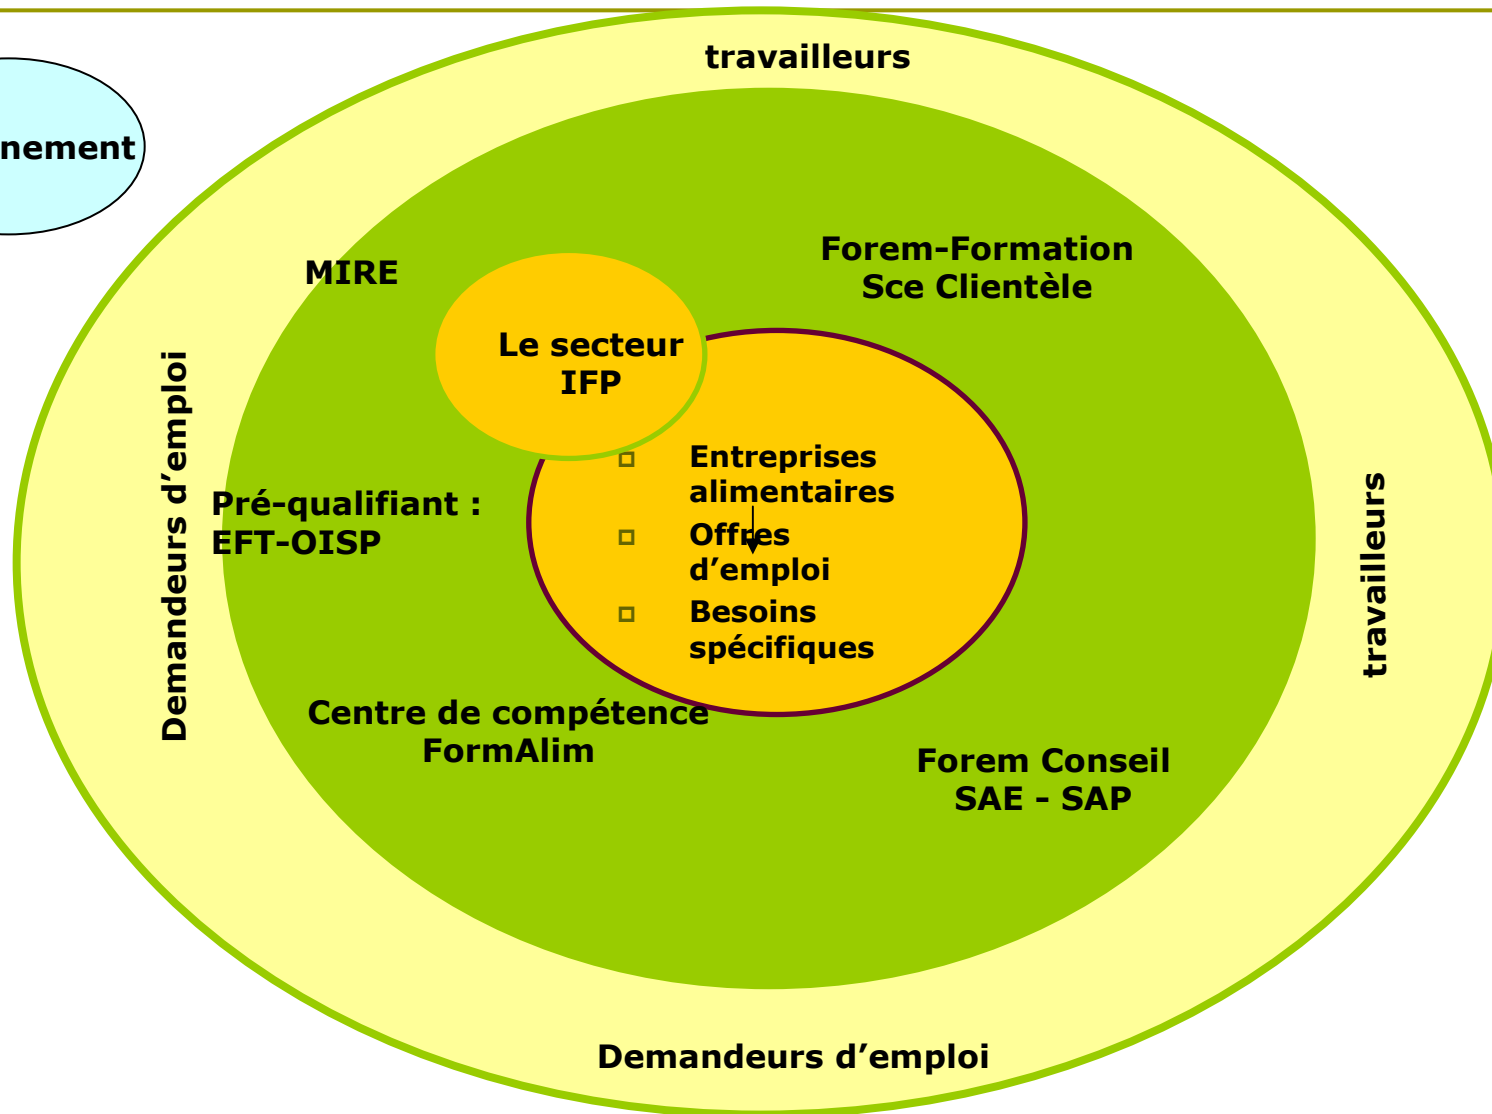 travailleurs
nement
MIRE
Forem-Formation
Sce Clientèle
Le secteur
IFP
Demandeurs d’emploi
Pré-qualifiant :
EFT-OISP
Entreprises
alimentaires
Offres
d’emploi
Besoins
spécifiques
travailleurs
Centre de compétence
FormAlim
Forem Conseil
SAE - SAP
Demandeurs d’emploi